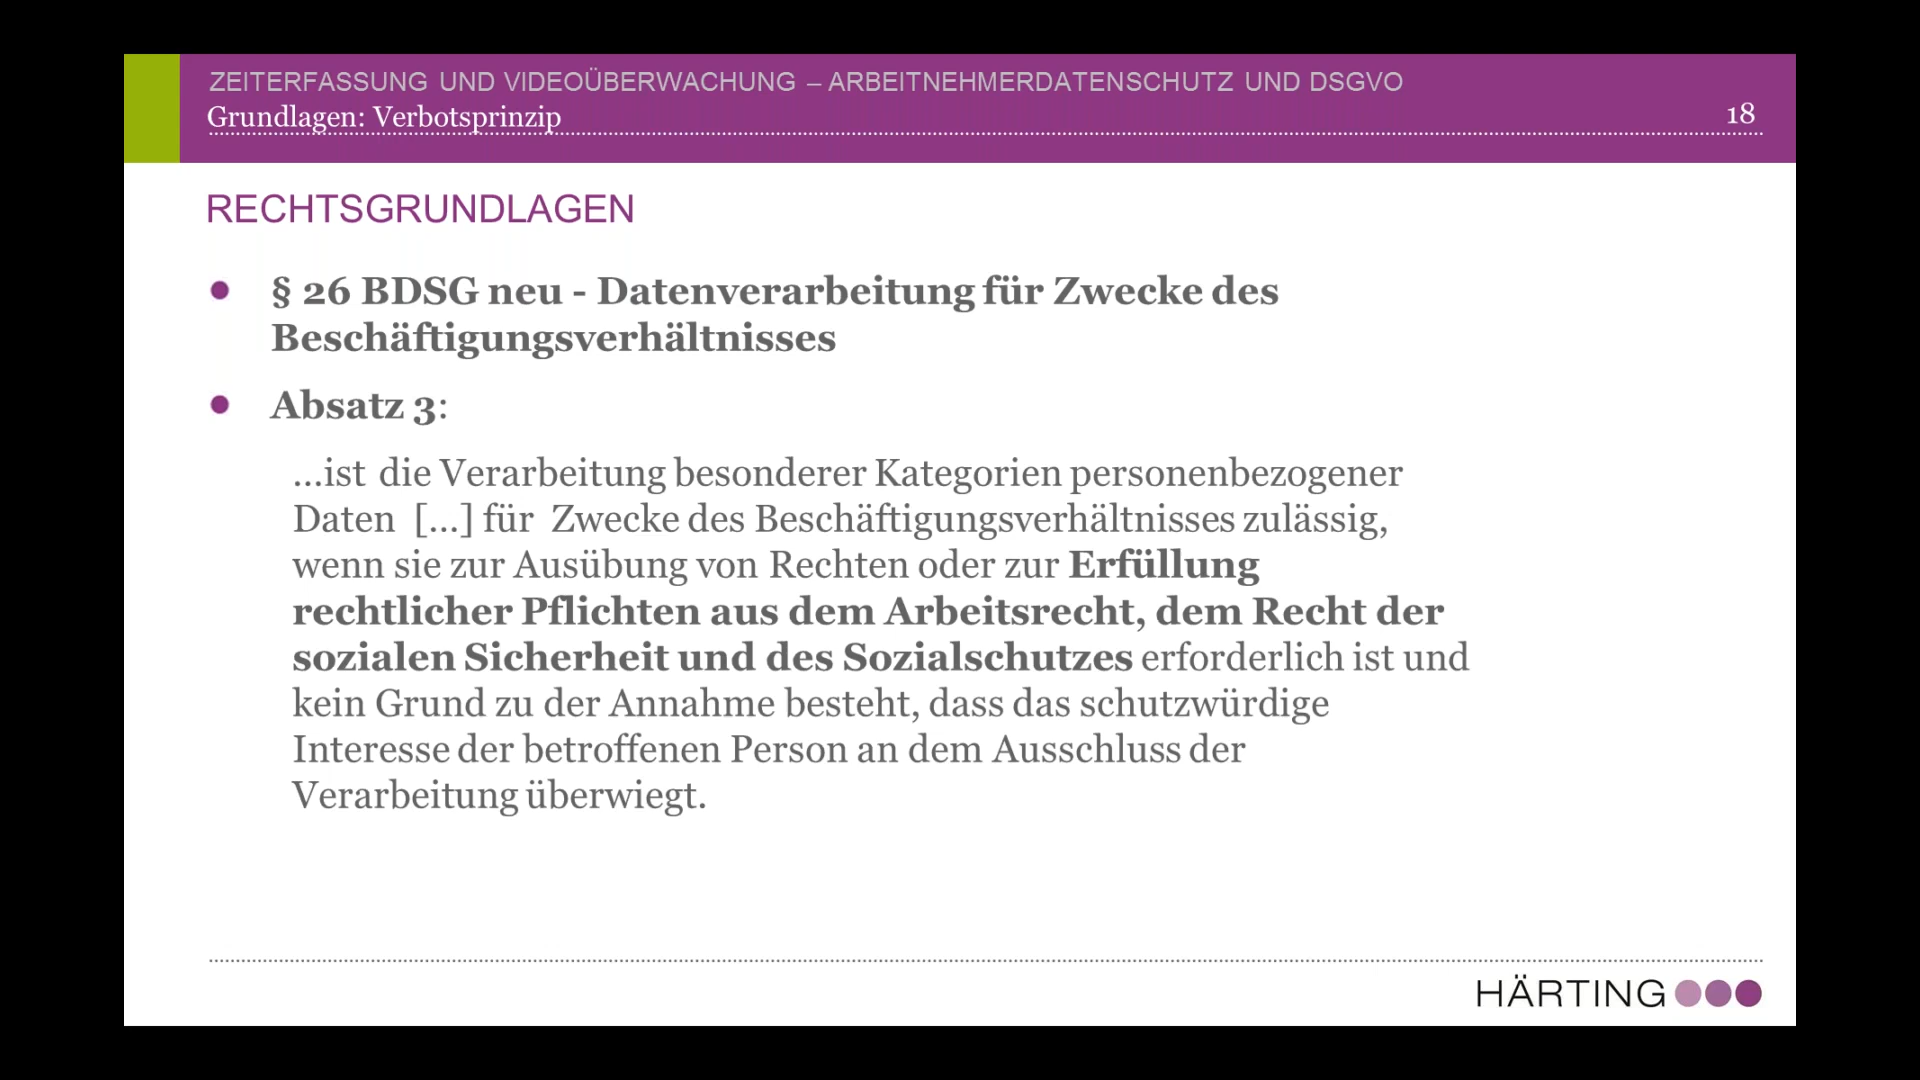 ZEITERFASSUNG UND VIDEOÜBERWACHUNG – ARBEITNEHMERDATENSCHUTZ UND DSGVO
Grundlagen: Verbotsprinzip
18
RECHTSGRUNDLAGEN
§ 26 BDSG neu - Datenverarbeitung für Zwecke des
Beschäftigungsverhältnisses
Absatz 3:
...ist die Verarbeitung besonderer Kategorien personenbezogener
Daten [...] für Zwecke des Beschäftigungsverhältnisses zulässig,
wenn sie zur Ausübung von Rechten oder zur Erfüllung
rechtlicher Pflichten aus dem Arbeitsrecht, dem Recht der
sozialen Sicherheit und des Sozialschutzes erforderlich ist und
kein Grund zu der Annahme besteht, dass das schutzwürdige
Interesse der betroffenen Person an dem Ausschluss der
Verarbeitung überwiegt.
HÄRTING